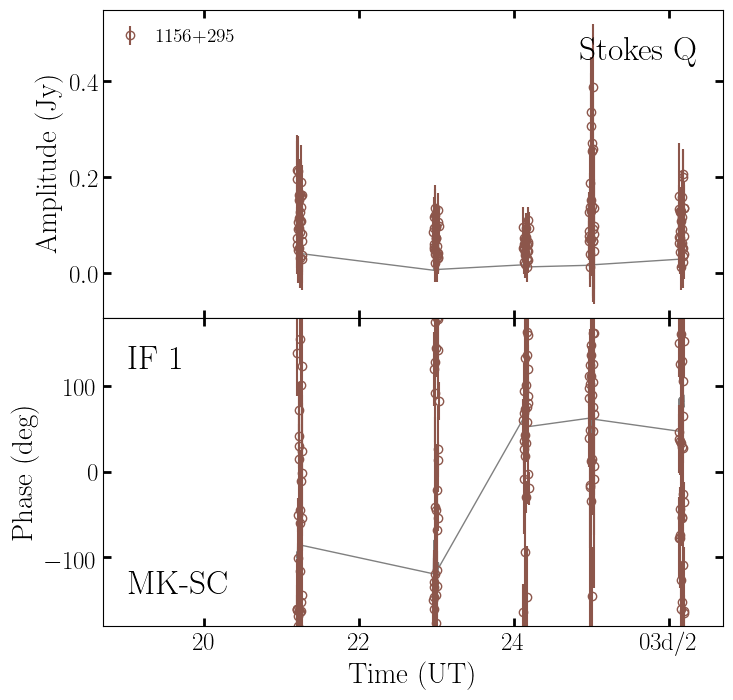 1156+295
Stokes Q
Amplitude (Jy)
0.4
0.2
0.0
IF 1
Phase (deg)
100
0
−100
MK-SC
20
22
24
03d/2
Time (UT)